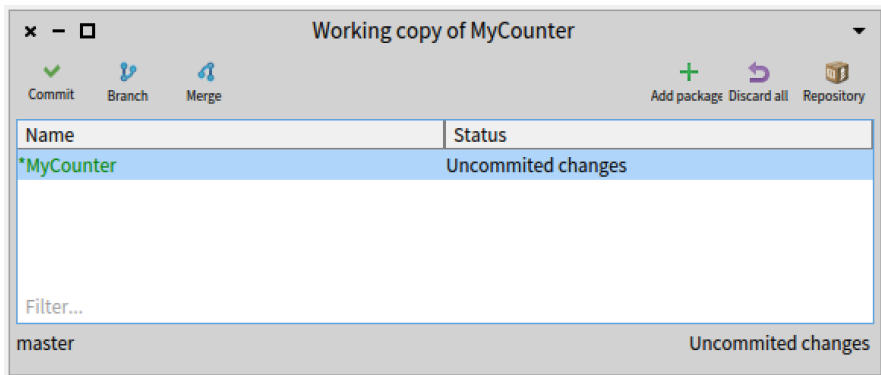 Working copy of MyCounter
Commit Branch Merge Add package Discard all Repository
Name Status
*MyCounter Uncommited changes
Filter...
master Uncommited changes